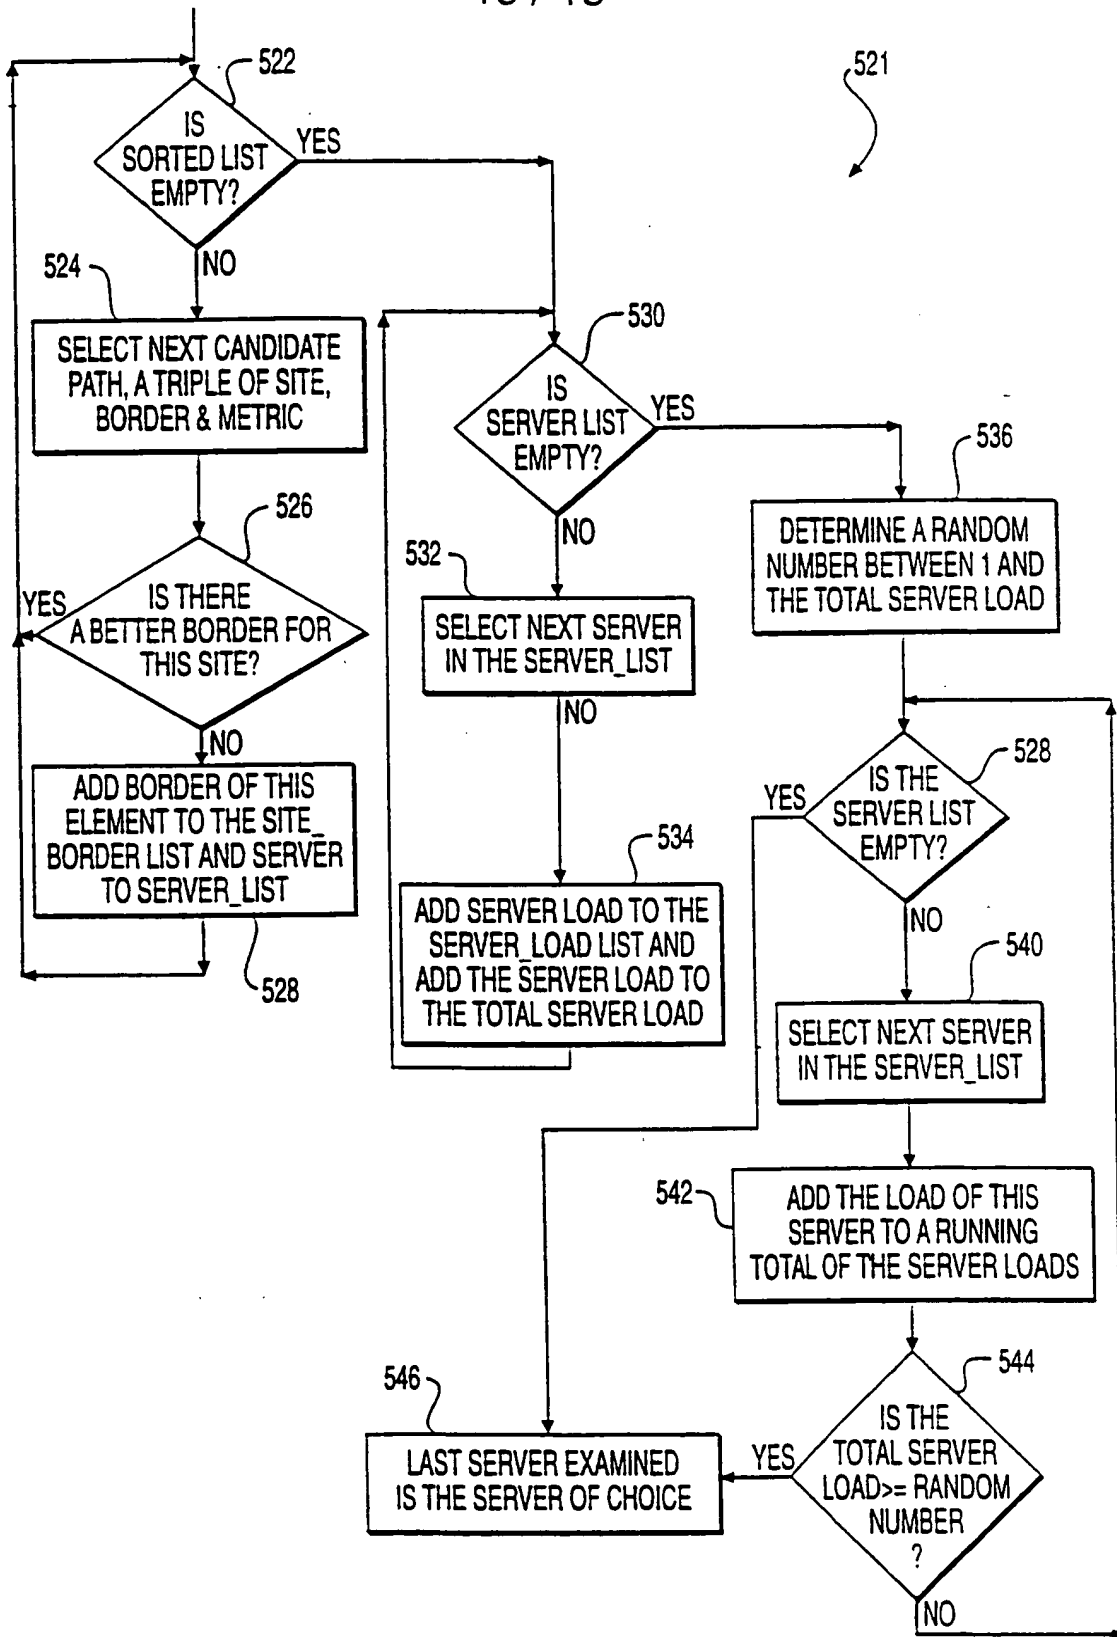 522
521
IS
SORTED LIST
EMPTY?
YES
NO
524
SELECT NEXT CANDIDATE
PATH, A TRIPLE OF SITE,
BORDER & METRIC
526
YES
IS THERE
A BETTER BORDER FOR
THIS SITE?
NO
ADD BORDER OF THIS
ELEMENT TO THE SITE_
BORDER LIST AND SERVER
TO SERVER_LIST
528
530
IS
SERVER LIST
EMPTY?
YES
NO
532
SELECT NEXT SERVER
IN THE SERVER_LIST
NO
534
ADD SERVER LOAD TO THE
SERVER_LOAD LIST AND
ADD THE SERVER LOAD TO
THE TOTAL SERVER LOAD
536
DETERMINE A RANDOM
NUMBER BETWEEN 1 AND
THE TOTAL SERVER LOAD
528
YES
IS THE
SERVER LIST
EMPTY?
NO
540
SELECT NEXT SERVER
IN THE SERVER_LIST
542
ADD THE LOAD OF THIS
SERVER TO A RUNNING
TOTAL OF THE SERVER LOADS
544
IS THE
TOTAL SERVER
LOAD>= RANDOM
NUMBER
?
YES
NO
546
LAST SERVER EXAMINED
IS THE SERVER OF CHOICE